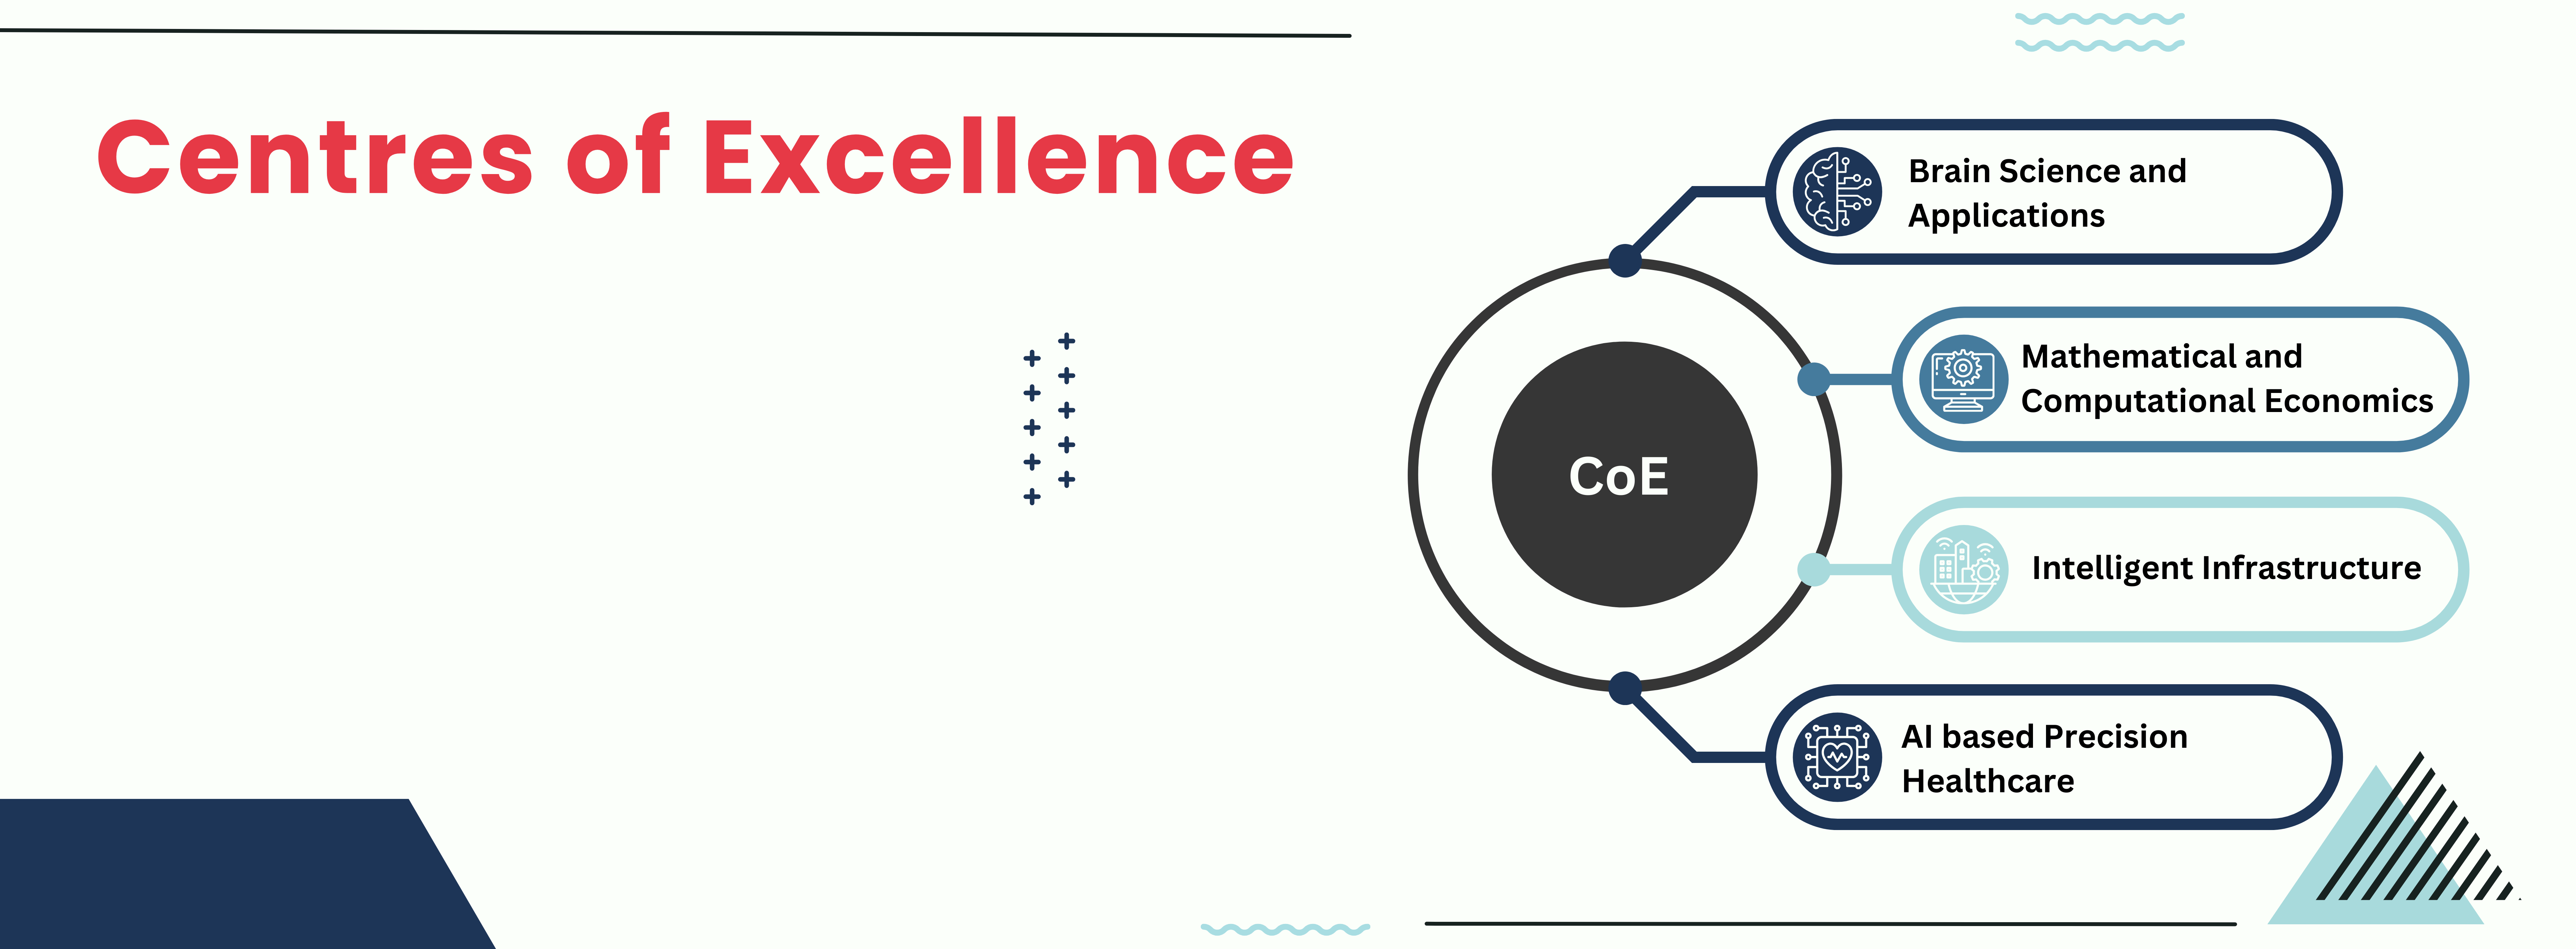 Centres of Excellence
Brain Science and
Applications
Mathematical and
Computational Economics
CoE
Intelligent Infrastructure
AI based Precision
Healthcare